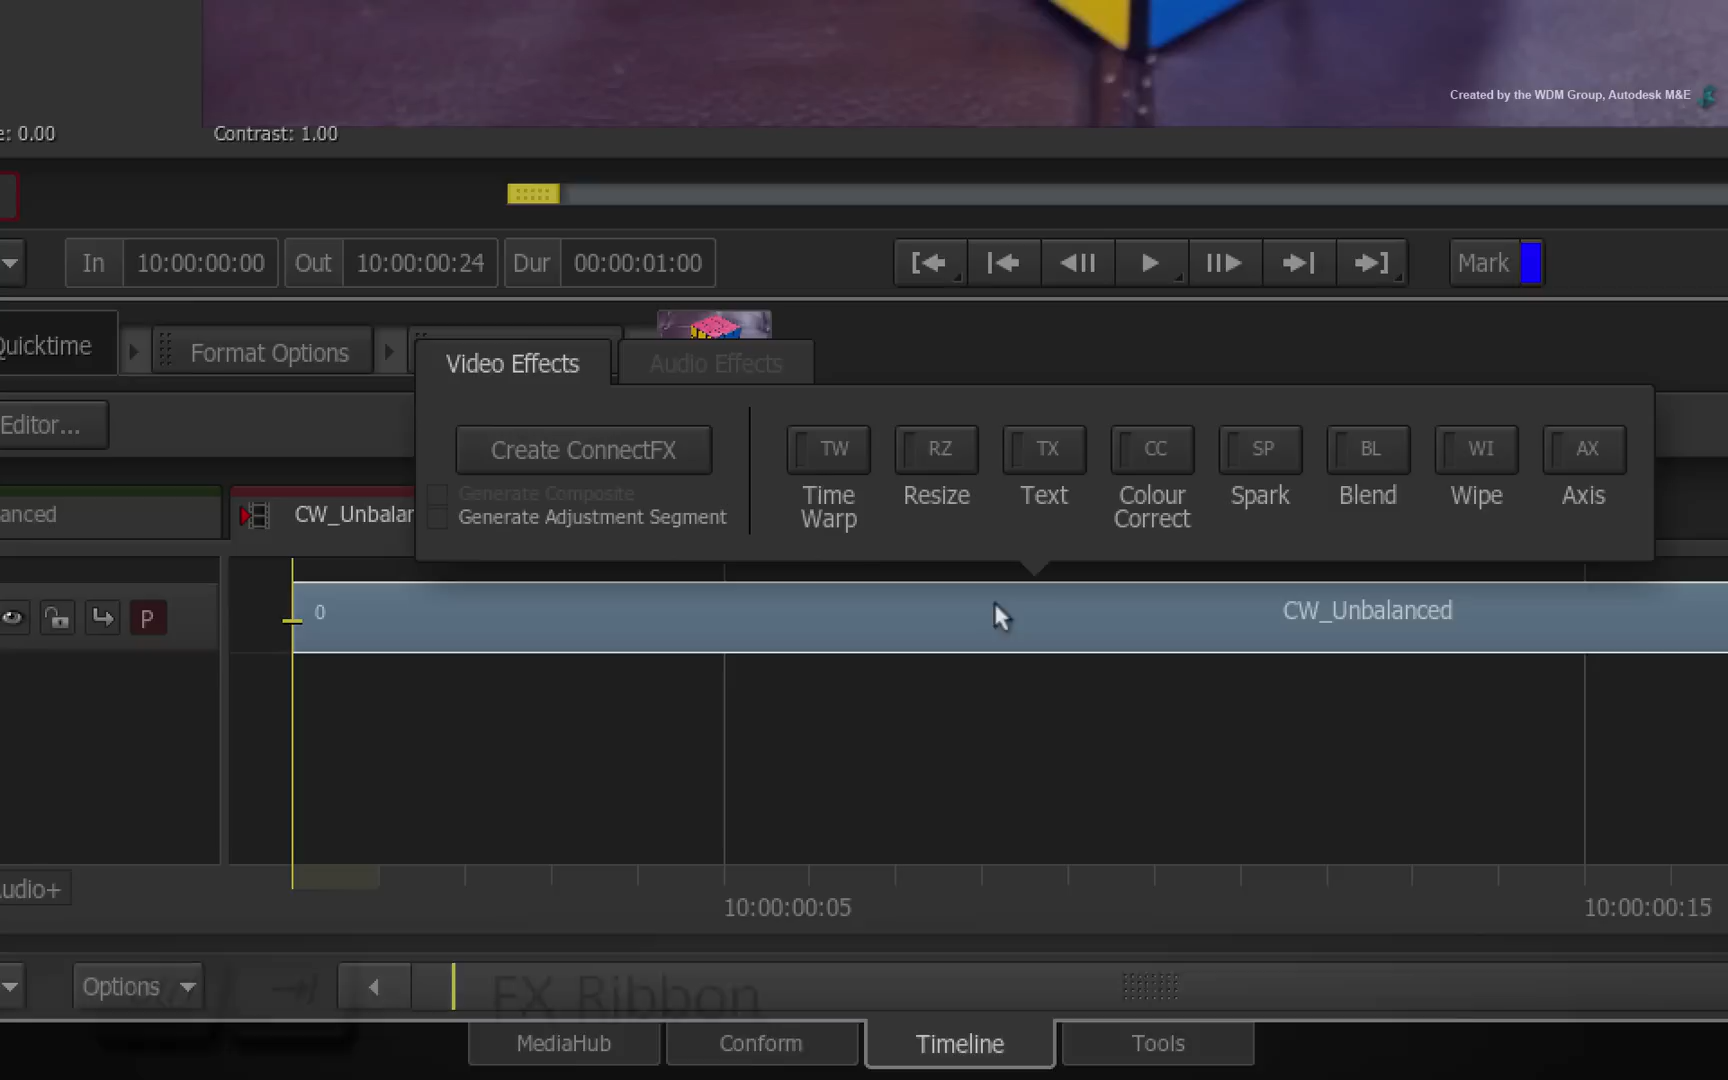 Created by the WDM Group, Autodesk M&E
e: 0.00
Contrast: 1.00
In 10:00:00:00 Out 10:00:00:24 Dur 00:00:01:00 Mark
Quicktime Format Options
Video Effects Audio Effects
Editor...
Create ConnectFX
TW RZ TX CC SP BL WI AX
Generate Composite
Generate Adjustment Segment
Time Warp
Resize
Text
Colour Correct
Spark
Blend
Wipe
Axis
anced
CW_Unbalan
P
0
CW_Unbalanced
Audio+
10:00:00:05
10:00:00:15
Options
FX Ribbon
MediaHub Conform Timeline Tools